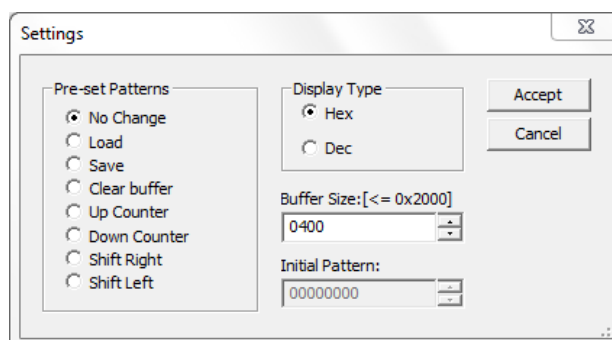 Settings
Pre-set Patterns
No Change
Load
Save
Clear buffer
Up Counter
Down Counter
Shift Right
Shift Left
Display Type
Hex
Dec
Buffer Size:[<= 0x2000]
0400
Initial Pattern:
00000000
Accept
Cancel